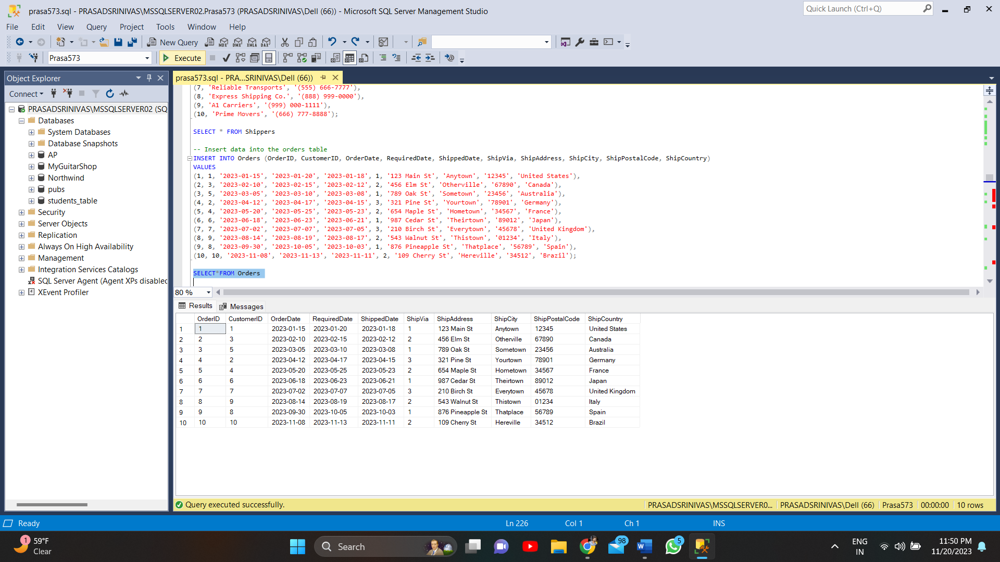 prasa573.sql - PRASADSRINIVAS\MSSQLSERVER02.Prasa573 (PRASADSRINIVAS\Dell (66)) - Microsoft SQL Server Management Studio
Quick Launch (Ctrl+Q)
File Edit View Query Project Tools Window Help
New Query MDX DMX XMLA DAX
Prasa573 Execute
Object Explorer
Connect
PRASADSRINIVAS\MSSQLSERVER02 (SQ
Databases
System Databases
Database Snapshots
AP
MyGuitarShop
Northwind
pubs
students_table
Security
Server Objects
Replication
Always On High Availability
Management
Integration Services Catalogs
SQL Server Agent (Agent XPs disabled
XEvent Profiler
prasa573.sql - PRA...SRINIVAS\Dell (66))
(7, 'Reliable Transports', '(555) 666-7777'),
(8, 'Express Shipping Co.', '(888) 999-0000'),
(9, 'A1 Carriers', '(999) 000-1111'),
(10, 'Prime Movers', '(666) 777-8888');
SELECT * FROM Shippers
-- Insert data into the orders table
INSERT INTO Orders (OrderID, CustomerID, OrderDate, RequiredDate, ShippedDate, ShipVia, ShipAddress, ShipCity, ShipPostalCode, ShipCountry)
VALUES
(1, 1, '2023-01-15', '2023-01-20', '2023-01-18', 1, '123 Main St', 'Anytown', '12345', 'United States'),
(2, 3, '2023-02-10', '2023-02-15', '2023-02-12', 2, '456 Elm St', 'Otherville', '67890', 'Canada'),
(3, 5, '2023-03-05', '2023-03-10', '2023-03-08', 1, '789 Oak St', 'Sometown', '23456', 'Australia'),
(4, 2, '2023-04-12', '2023-04-17', '2023-04-15', 3, '321 Pine St', 'Yourtown', '78901', 'Germany'),
(5, 4, '2023-05-20', '2023-05-25', '2023-05-23', 2, '654 Maple St', 'Hometown', '34567', 'France'),
(6, 6, '2023-06-18', '2023-06-23', '2023-06-21', 1, '987 Cedar St', 'Theirtown', '89012', 'Japan'),
(7, 7, '2023-07-02', '2023-07-07', '2023-07-05', 3, '210 Birch St', 'Everytown', '45678', 'United Kingdom'),
(8, 9, '2023-08-14', '2023-08-19', '2023-08-17', 2, '543 Walnut St', 'Thistown', '01234', 'Italy'),
(9, 8, '2023-09-30', '2023-10-05', '2023-10-03', 1, '876 Pineapple St', 'Thatplace', '56789', 'Spain'),
(10, 10, '2023-11-08', '2023-11-13', '2023-11-11', 2, '109 Cherry St', 'Hereville', '34512', 'Brazil');
SELECT*FROM Orders
80 %
Results Messages
OrderID CustomerID OrderDate RequiredDate ShippedDate ShipVia ShipAddress ShipCity ShipPostalCode ShipCountry
1 1 1 2023-01-15 2023-01-20 2023-01-18 1 123 Main St Anytown 12345 United States
2 2 3 2023-02-10 2023-02-15 2023-02-12 2 456 Elm St Otherville 67890 Canada
3 3 5 2023-03-05 2023-03-10 2023-03-08 1 789 Oak St Sometown 23456 Australia
4 4 2 2023-04-12 2023-04-17 2023-04-15 3 321 Pine St Yourtown 78901 Germany
5 5 4 2023-05-20 2023-05-25 2023-05-23 2 654 Maple St Hometown 34567 France
6 6 6 2023-06-18 2023-06-23 2023-06-21 1 987 Cedar St Theirtown 89012 Japan
7 7 7 2023-07-02 2023-07-07 2023-07-05 3 210 Birch St Everytown 45678 United Kingdom
8 8 9 2023-08-14 2023-08-19 2023-08-17 2 543 Walnut St Thistown 01234 Italy
9 9 8 2023-09-30 2023-10-05 2023-10-03 1 876 Pineapple St Thatplace 56789 Spain
10 10 10 2023-11-08 2023-11-13 2023-11-11 2 109 Cherry St Hereville 34512 Brazil
Query executed successfully. PRASADSRINIVAS\MSSQLSERVER0... PRASADSRINIVAS\Dell (66) Prasa573 00:00:00 10 rows
Ready Ln 226 Col 1 Ch 1 INS
1 59°F
Clear
Search
98
W
5
ENG
IN
11:50 PM
11/20/2023